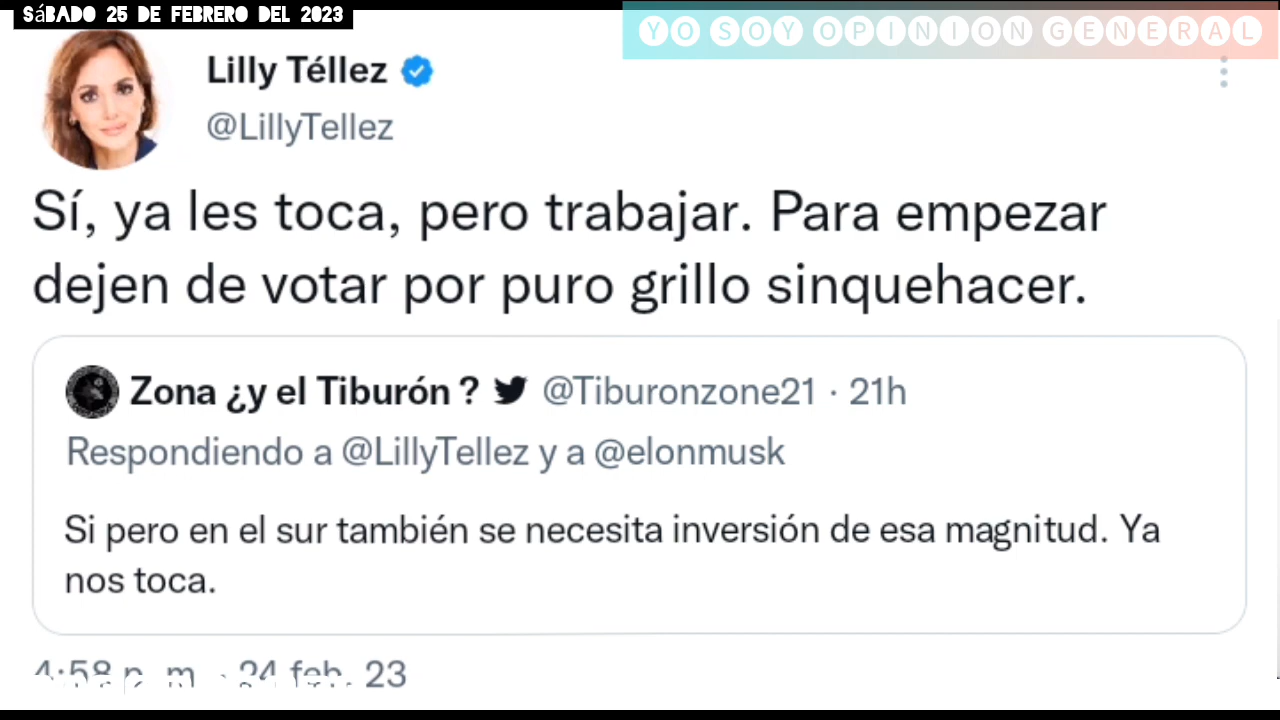 SáBADO 25 DE FEBRERO DEL 2023
YO SOY OPINION GENERAL
Lilly Téllez
@LillyTellez
Sí, ya les toca, pero trabajar. Para empezar
dejen de votar por puro grillo sinquehacer.
Zona ¿y el Tiburón ? @Tiburonzone21 · 21h
Respondiendo a @LillyTellez y a @elonmusk
Si pero en el sur también se necesita inversión de esa magnitud. Ya
nos toca.
4:58 p. m. · 24 feb. 23